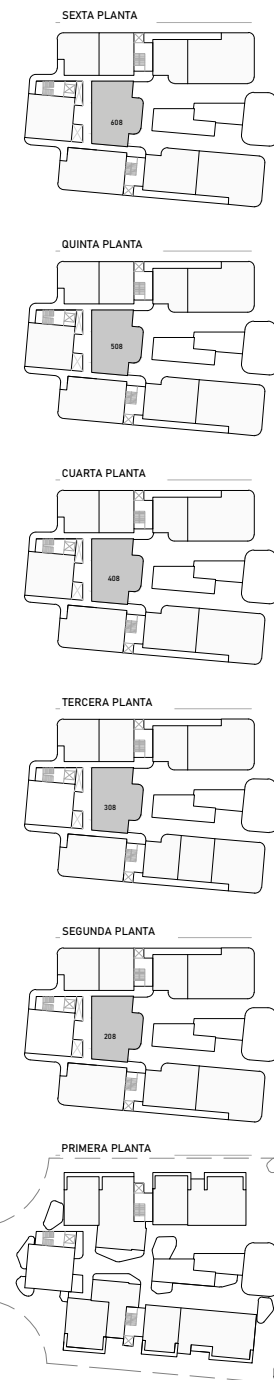 SEXTA PLANTA
608
QUINTA PLANTA
508
CUARTA PLANTA
408
TERCERA PLANTA
308
SEGUNDA PLANTA
208
PRIMERA PLANTA